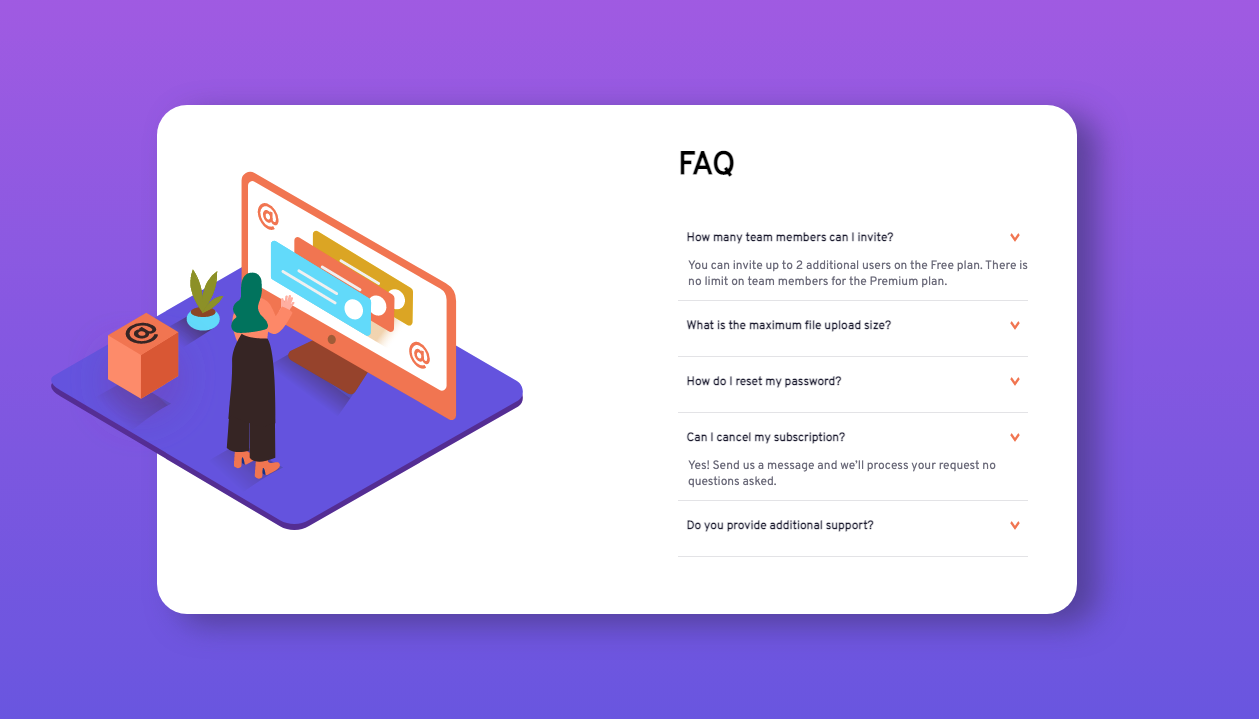 FAQ
How many team members can I invite?
You can invite up to 2 additional users on the Free plan. There is
no limit on team members for the Premium plan.
What is the maximum file upload size?
How do I reset my password?
Can I cancel my subscription?
Yes! Send us a message and we'll process your request no
questions asked.
Do you provide additional support?
@
@
@